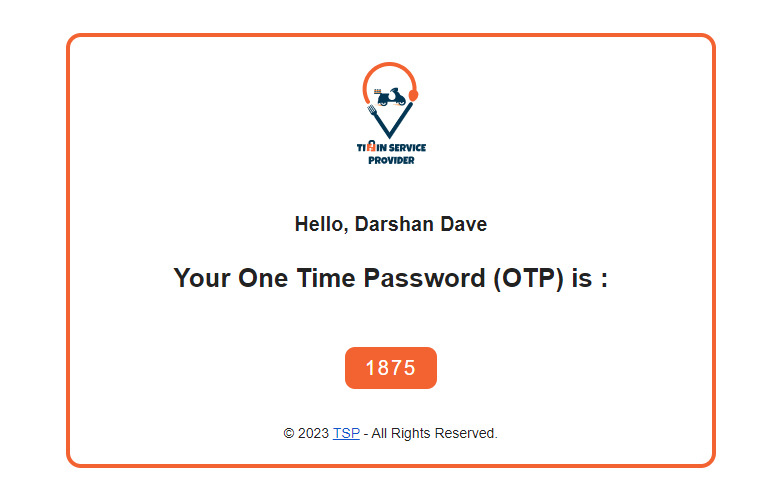 TIFFIN SERVICE
PROVIDER
Hello, Darshan Dave
Your One Time Password (OTP) is :
1875
© 2023 TSP - All Rights Reserved.